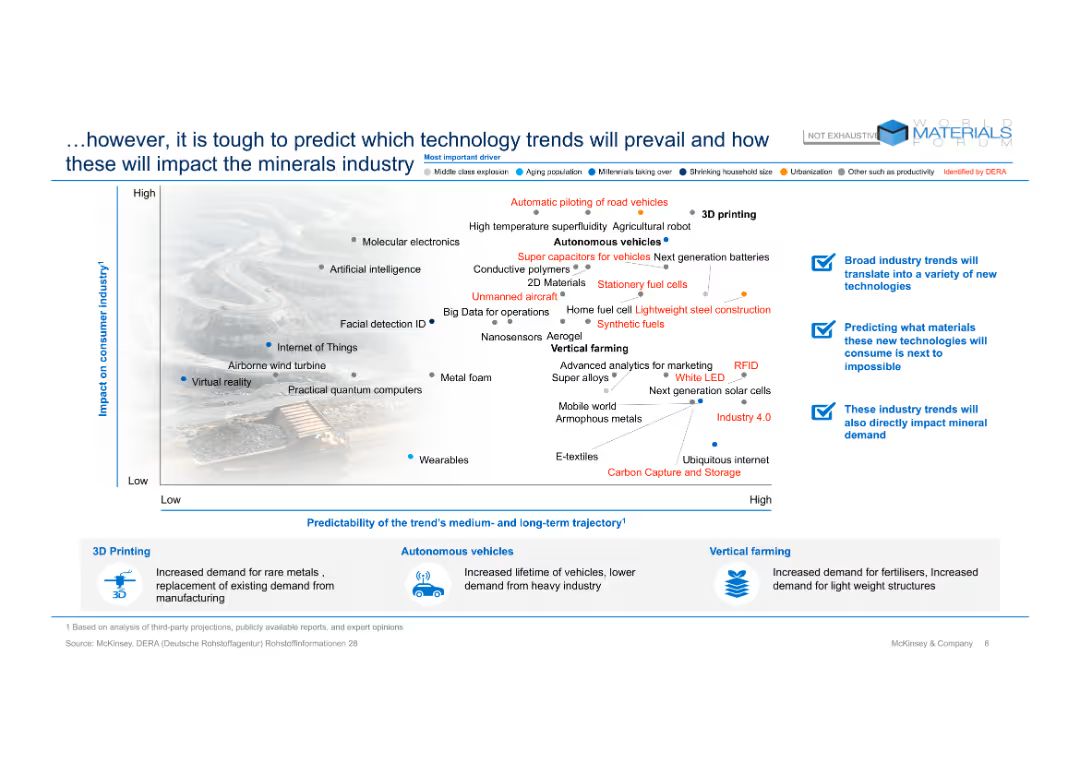 …however, it is tough to predict which technology trends will prevail and how
these will impact the minerals industry
NOT EXHAUSTIVE
WORLD
MATERIALS
FORUM
Most important driver
Middle class explosion
Aging population
Millennials taking over
Shrinking household size
Urbanization
Other such as productivity
Identified by DERA
Impact on consumer industry1
High
Low
Automatic piloting of road vehicles
3D printing
High temperature superfluidity
Agricultural robot
Molecular electronics
Autonomous vehicles
Super capacitors for vehicles
Next generation batteries
Artificial intelligence
Conductive polymers
2D Materials
Stationery fuel cells
Unmanned aircraft
Big Data for operations
Home fuel cell
Lightweight steel construction
Facial detection ID
Synthetic fuels
Nanosensors
Aerogel
Internet of Things
Vertical farming
Airborne wind turbine
Advanced analytics for marketing
RFID
Virtual reality
Metal foam
Super alloys
White LED
Practical quantum computers
Next generation solar cells
Mobile world
Armophous metals
Industry 4.0
Wearables
E-textiles
Ubiquitous internet
Carbon Capture and Storage
Low
High
Predictability of the trend's medium- and long-term trajectory1
Broad industry trends will
translate into a variety of new
technologies
Predicting what materials
these new technologies will
consume is next to
impossible
These industry trends will
also directly impact mineral
demand
3D Printing
3D
Increased demand for rare metals ,
replacement of existing demand from
manufacturing
Autonomous vehicles
Increased lifetime of vehicles, lower
demand from heavy industry
Vertical farming
Increased demand for fertilisers, Increased
demand for light weight structures
1 Based on analysis of third-party projections, publicly available reports, and expert opinions
Source: McKinsey, DERA (Deutsche Rohstoffagentur) Rohstoffinformationen 28
McKinsey & Company 6